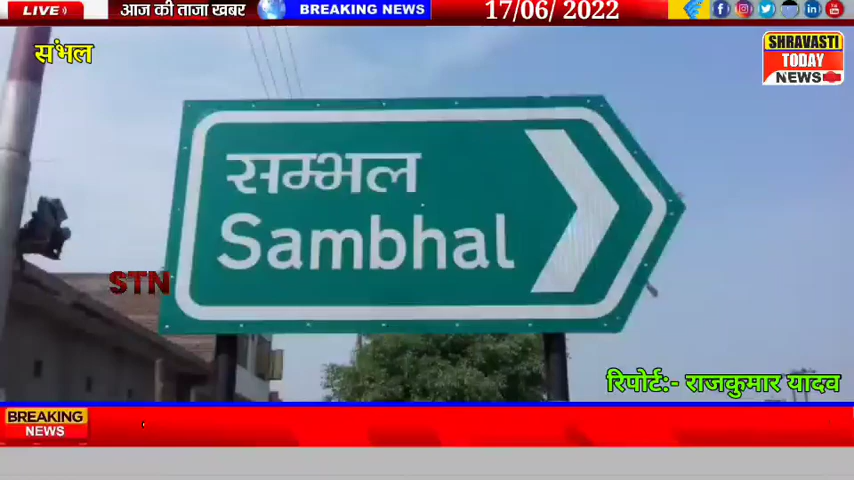 LIVE
आज की ताजा खबर
BREAKING NEWS
17/06/ 2022
संभल
SHRAVASTI
TODAY
NEWS
सम्भल
Sambhal
STN
रिपोर्ट:- राजकुमार यादव
BREAKING
NEWS